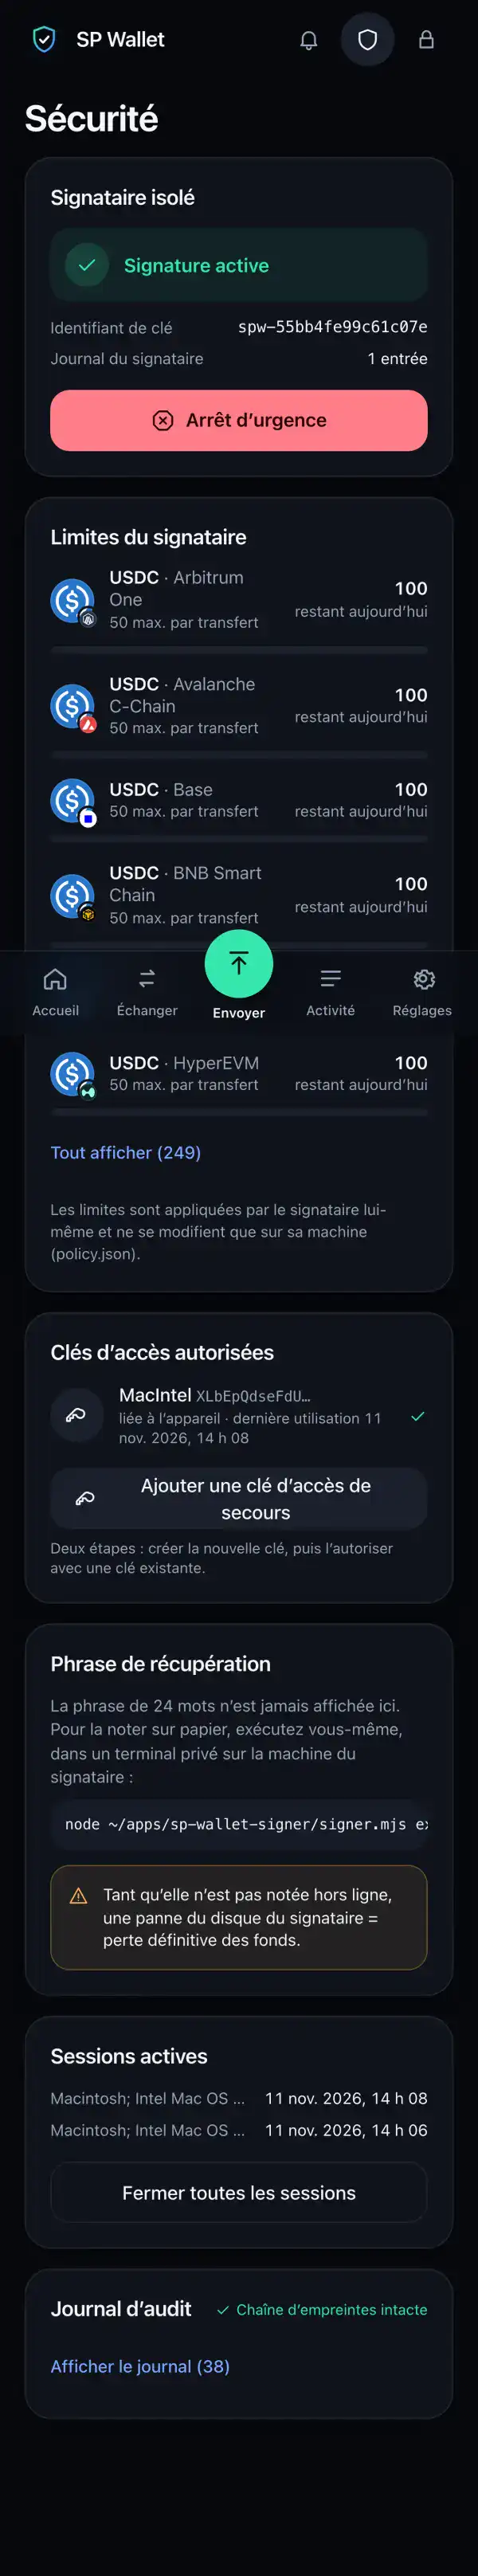 SP Wallet
Sécurité
Signataire isolé
Signature active
Identifiant de clé spw-55bb4fe99c61c07e
Journal du signataire 1 entrée
Arrêt d’urgence
Limites du signataire
USDC · Arbitrum One
50 max. par transfert
100
restant aujourd’hui
USDC · Avalanche C-Chain
50 max. par transfert
100
restant aujourd’hui
USDC · Base
50 max. par transfert
100
restant aujourd’hui
USDC · BNB Smart Chain
50 max. par transfert
100
restant aujourd’hui
Accueil
Échanger
Envoyer
Activité
Réglages
USDC · HyperEVM
50 max. par transfert
100
restant aujourd’hui
Tout afficher (249)
Les limites sont appliquées par le signataire lui-
même et ne se modifient que sur sa machine
(policy.json).
Clés d’accès autorisées
MacIntel XLbEpQdseFdU…
liée à l’appareil · dernière utilisation 11
nov. 2026, 14 h 08
Ajouter une clé d’accès de
secours
Deux étapes : créer la nouvelle clé, puis l’autoriser
avec une clé existante.
Phrase de récupération
La phrase de 24 mots n’est jamais affichée ici.
Pour la noter sur papier, exécutez vous-même,
dans un terminal privé sur la machine du
signataire :
node ~/apps/sp-wallet-signer/signer.mjs ex
Tant qu’elle n’est pas notée hors ligne,
une panne du disque du signataire =
perte définitive des fonds.
Sessions actives
Macintosh; Intel Mac OS ... 11 nov. 2026, 14 h 08
Macintosh; Intel Mac OS ... 11 nov. 2026, 14 h 06
Fermer toutes les sessions
Journal d’audit
Chaîne d’empreintes intacte
Afficher le journal (38)